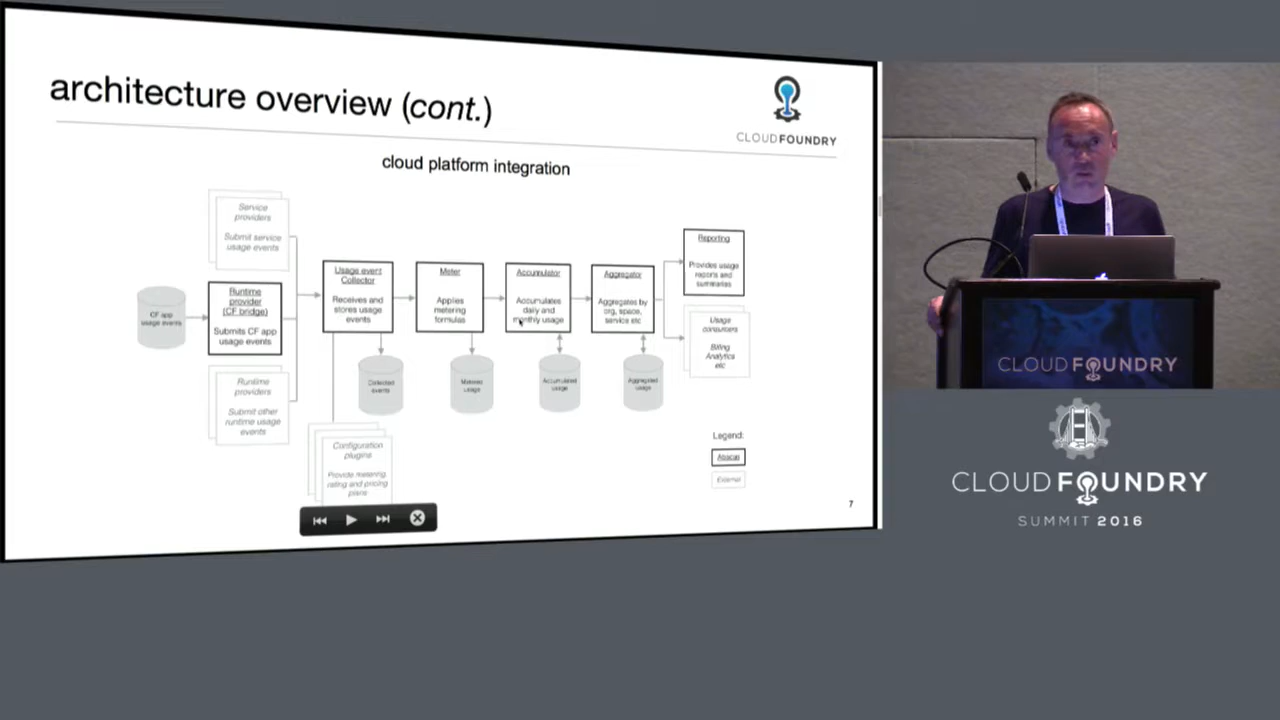 architecture overview (cont.)
CLOUDFOUNDRY
cloud platform integration
Service
providers
Submit service
usage events
CF app
usage events
Runtime
provider
(CF bridge)
Submits CF app
usage events
Runtime
providers
Submit other
runtime usage
events
Usage event
Collector
Receives and
stores usage
events
Meter
Applies
metering
formulas
Accumulator
Accumulates
daily and
monthly usage
Aggregator
Aggregates by
org, space,
service etc
Reporting
Provides usage
reports and
summaries
Usage
consumers
Billing
Analytics
etc
Collected
events
Metered
usage
Accumulated
usage
Aggregated
usage
Configuration
plugins
Provide metering,
rating and pricing
plans
Legend:
Abacus
External
7
CLOUD FOUNDRY
CLOUD FOUNDRY
SUMMIT 2016